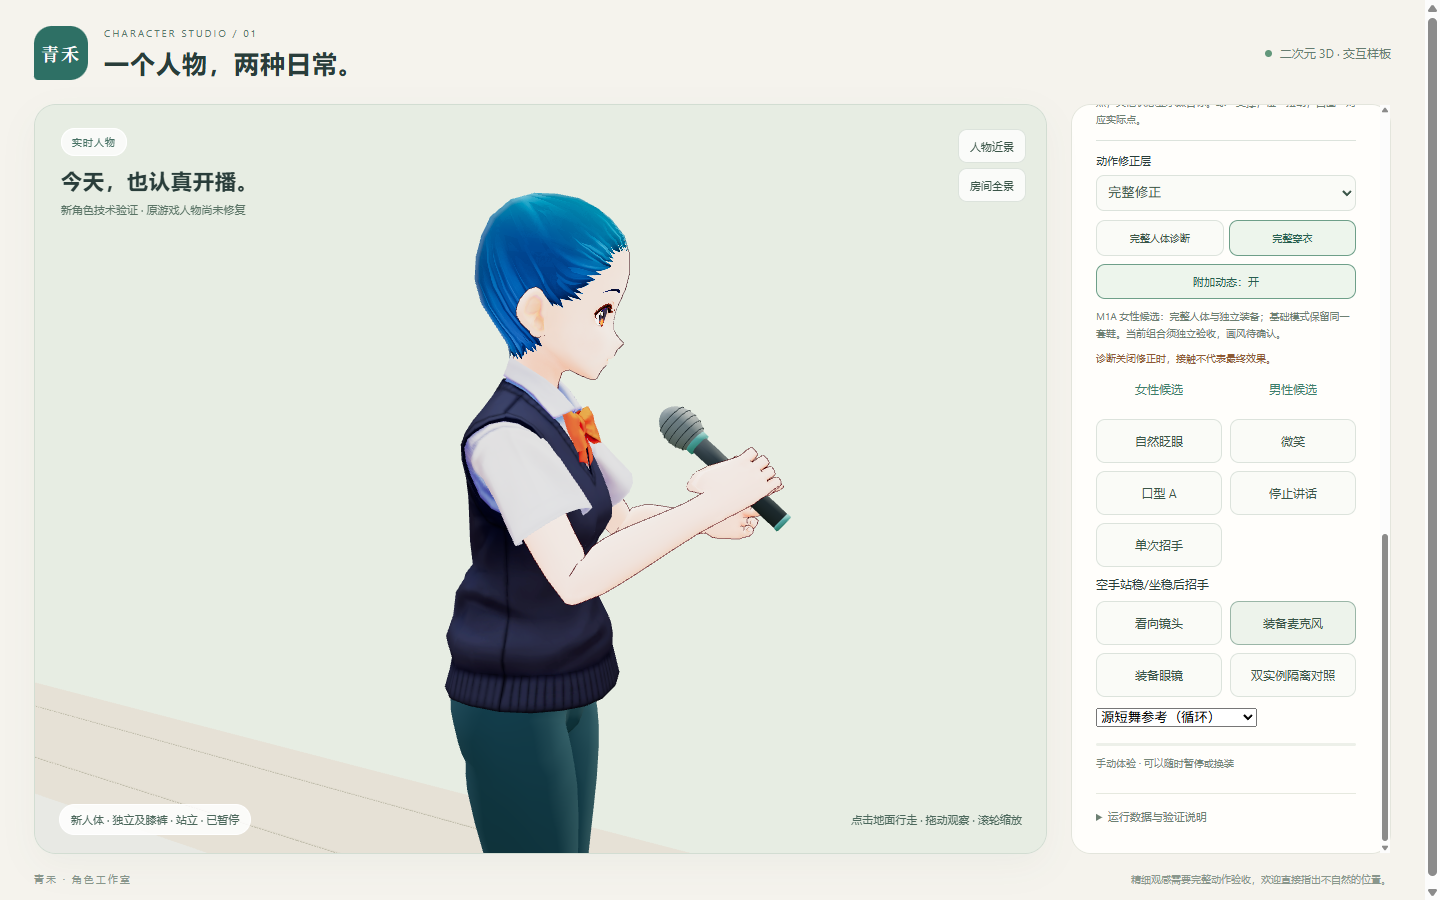 青禾
CHARACTER STUDIO / 01
一个人物，两种日常。
二次元 3D · 交互样板
实时人物
今天，也认真开播。
新角色技术验证 · 原游戏人物尚未修复
人物近景
房间全景
新人体 · 独立及膝裤 · 站立 · 已暂停
点击地面行走 · 拖动观察 · 滚轮缩放
应实际点。
动作修正层
完整修正
完整人体诊断
完整穿衣
附加动态：开
M1A 女性候选：完整人体与独立装备；基础模式保留同一
套鞋。当前组合须独立验收，画风待确认。
诊断关闭修正时，接触不代表最终效果。
女性候选
男性候选
自然眨眼
微笑
口型 A
停止讲话
单次招手
空手站稳/坐稳后招手
看向镜头
装备麦克风
装备眼镜
双实例隔离对照
源短舞参考（循环）
手动体验 · 可以随时暂停或换装
运行数据与验证说明
青禾 · 角色工作室
精细观感需要完整动作验收，欢迎直接指出不自然的位置。